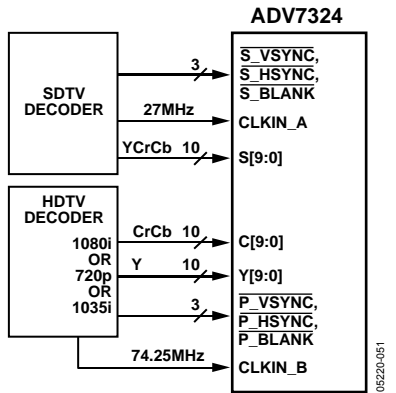 ADV7324
SDTV
DECODER
3
S_VSYNC,
S_HSYNC,
S_BLANK
27MHz
CLKIN_A
YCrCb 10
S[9:0]
HDTV
DECODER
1080i
OR
720p
OR
1035i
CrCb 10
C[9:0]
Y 10
Y[9:0]
3
P_VSYNC,
P_HSYNC,
P_BLANK
74.25MHz
CLKIN_B
05220-051